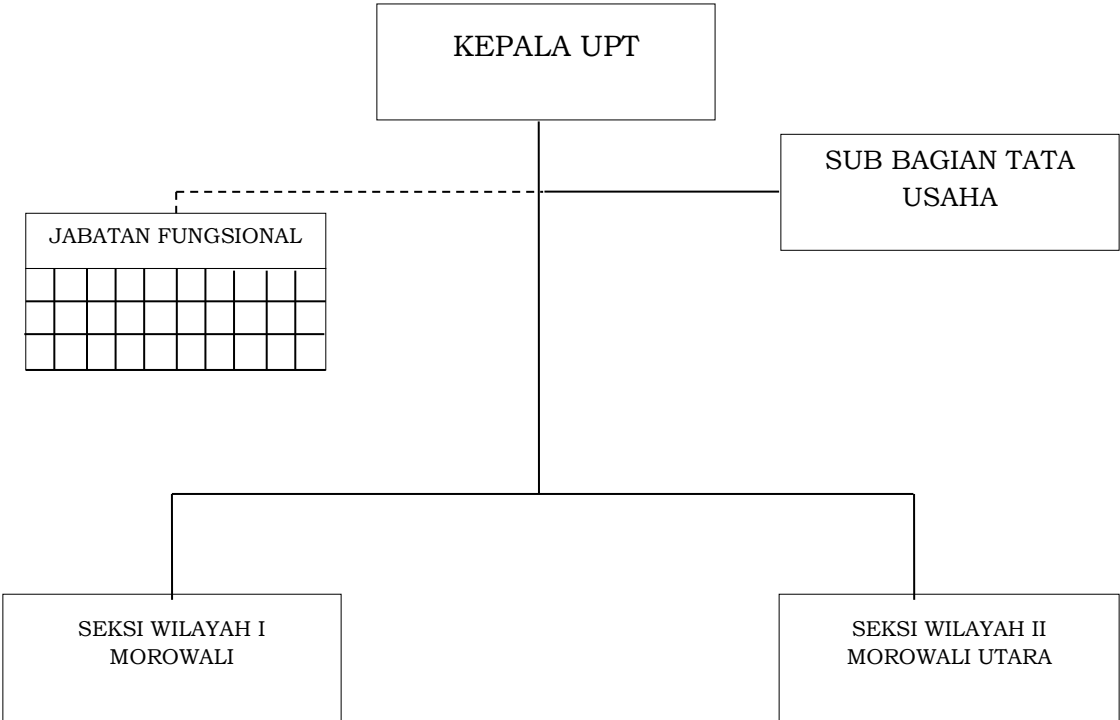 KEPALA UPT
SUB BAGIAN TATA
USAHA
JABATAN FUNGSIONAL
SEKSI WILAYAH I
MOROWALI
SEKSI WILAYAH II
MOROWALI UTARA